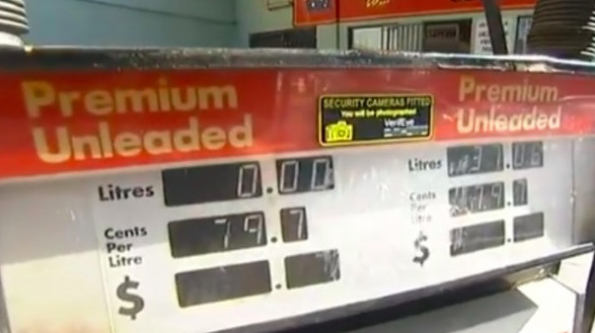 Premium
Unleaded
SECURITY CAMERAS FITTED
You will be photographed
VeriEye
Premium
Unleaded
Litres 0.00
Cents
Per
Litre
79.7
$
Litres
Cents
Per
Litre
$